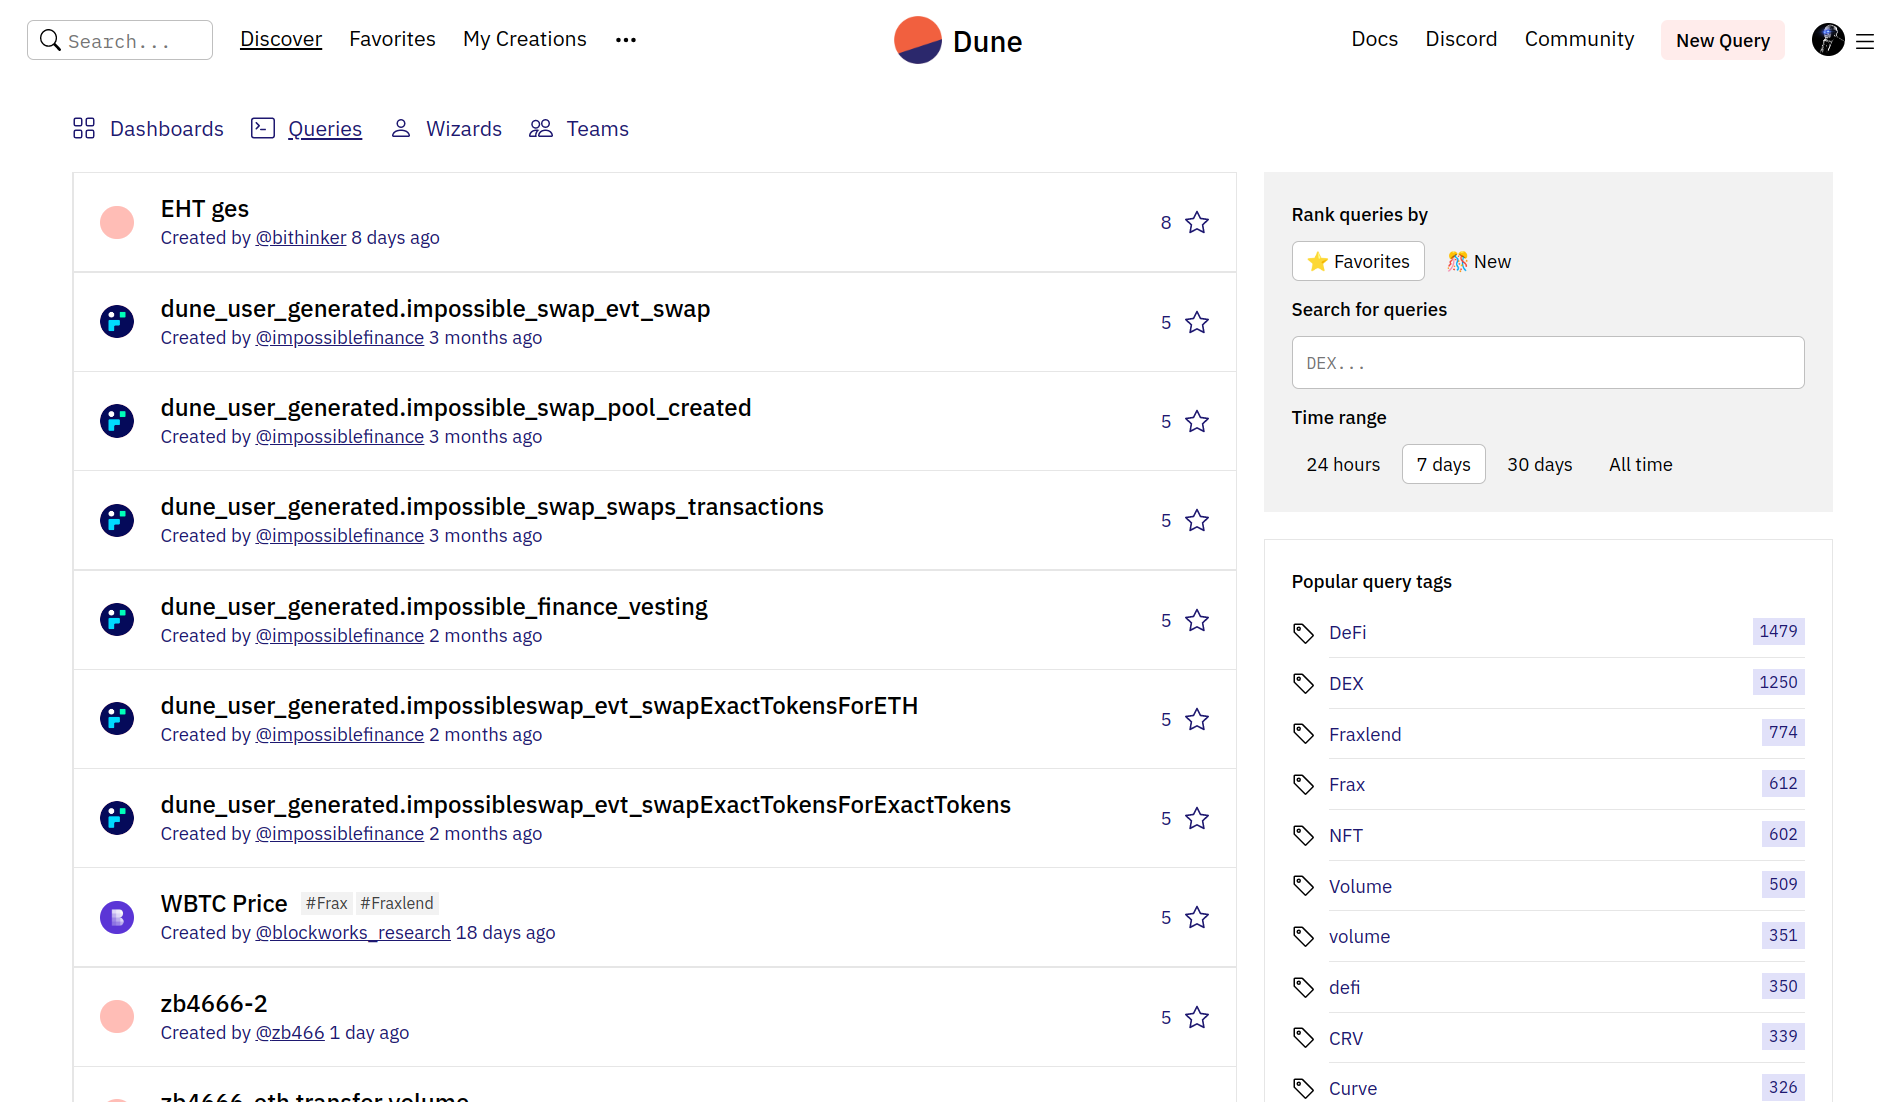 Search...
Discover
Favorites
My Creations
Dune
Docs
Discord
Community
New Query
Dashboards
Queries
Wizards
Teams
EHT ges
Created by @bithinker 8 days ago
8
dune_user_generated.impossible_swap_evt_swap
Created by @impossiblefinance 3 months ago
5
dune_user_generated.impossible_swap_pool_created
Created by @impossiblefinance 3 months ago
5
dune_user_generated.impossible_swap_swaps_transactions
Created by @impossiblefinance 3 months ago
5
dune_user_generated.impossible_finance_vesting
Created by @impossiblefinance 2 months ago
5
dune_user_generated.impossibleswap_evt_swapExactTokensForETH
Created by @impossiblefinance 2 months ago
5
dune_user_generated.impossibleswap_evt_swapExactTokensForExactTokens
Created by @impossiblefinance 2 months ago
5
WBTC Price #Frax #Fraxlend
Created by @blockworks_research 18 days ago
5
zb4666-2
Created by @zb466 1 day ago
5
zb4666-eth transfer volume
Rank queries by
Favorites
New
Search for queries
DEX...
Time range
24 hours
7 days
30 days
All time
Popular query tags
DeFi 1479
DEX 1250
Fraxlend 774
Frax 612
NFT 602
Volume 509
volume 351
defi 350
CRV 339
Curve 326